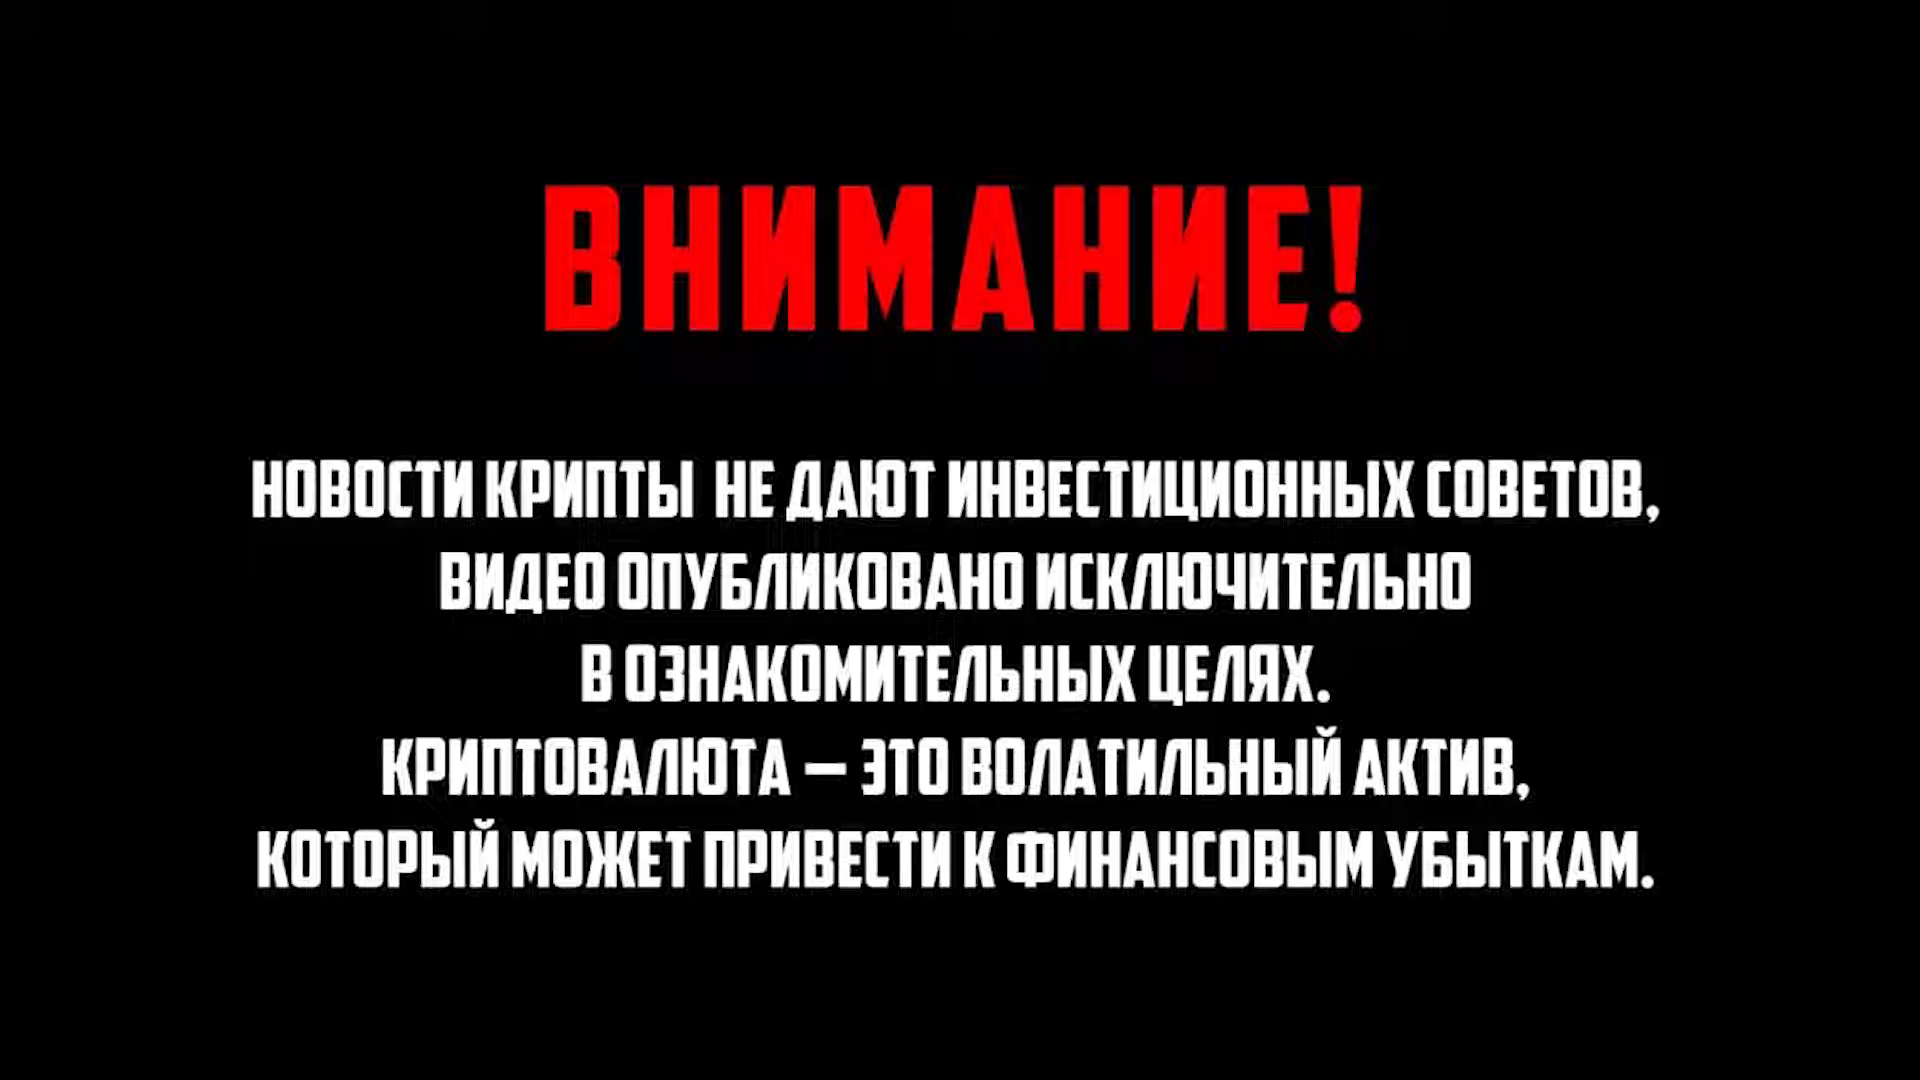 ВНИМАНИЕ!
НОВОСТИ КРИПТЫ НЕ ДАЮТ ИНВЕСТИЦИОННЫХ СОВЕТОВ,
ВИДЕО ОПУБЛИКОВАНО ИСКЛЮЧИТЕЛЬНО
В ОЗНАКОМИТЕЛЬНЫХ ЦЕЛЯХ.
КРИПТОВАЛЮТА — ЭТО ВОЛАТИЛЬНЫЙ АКТИВ,
КОТОРЫЙ МОЖЕТ ПРИВЕСТИ К ФИНАНСОВЫМ УБЫТКАМ.